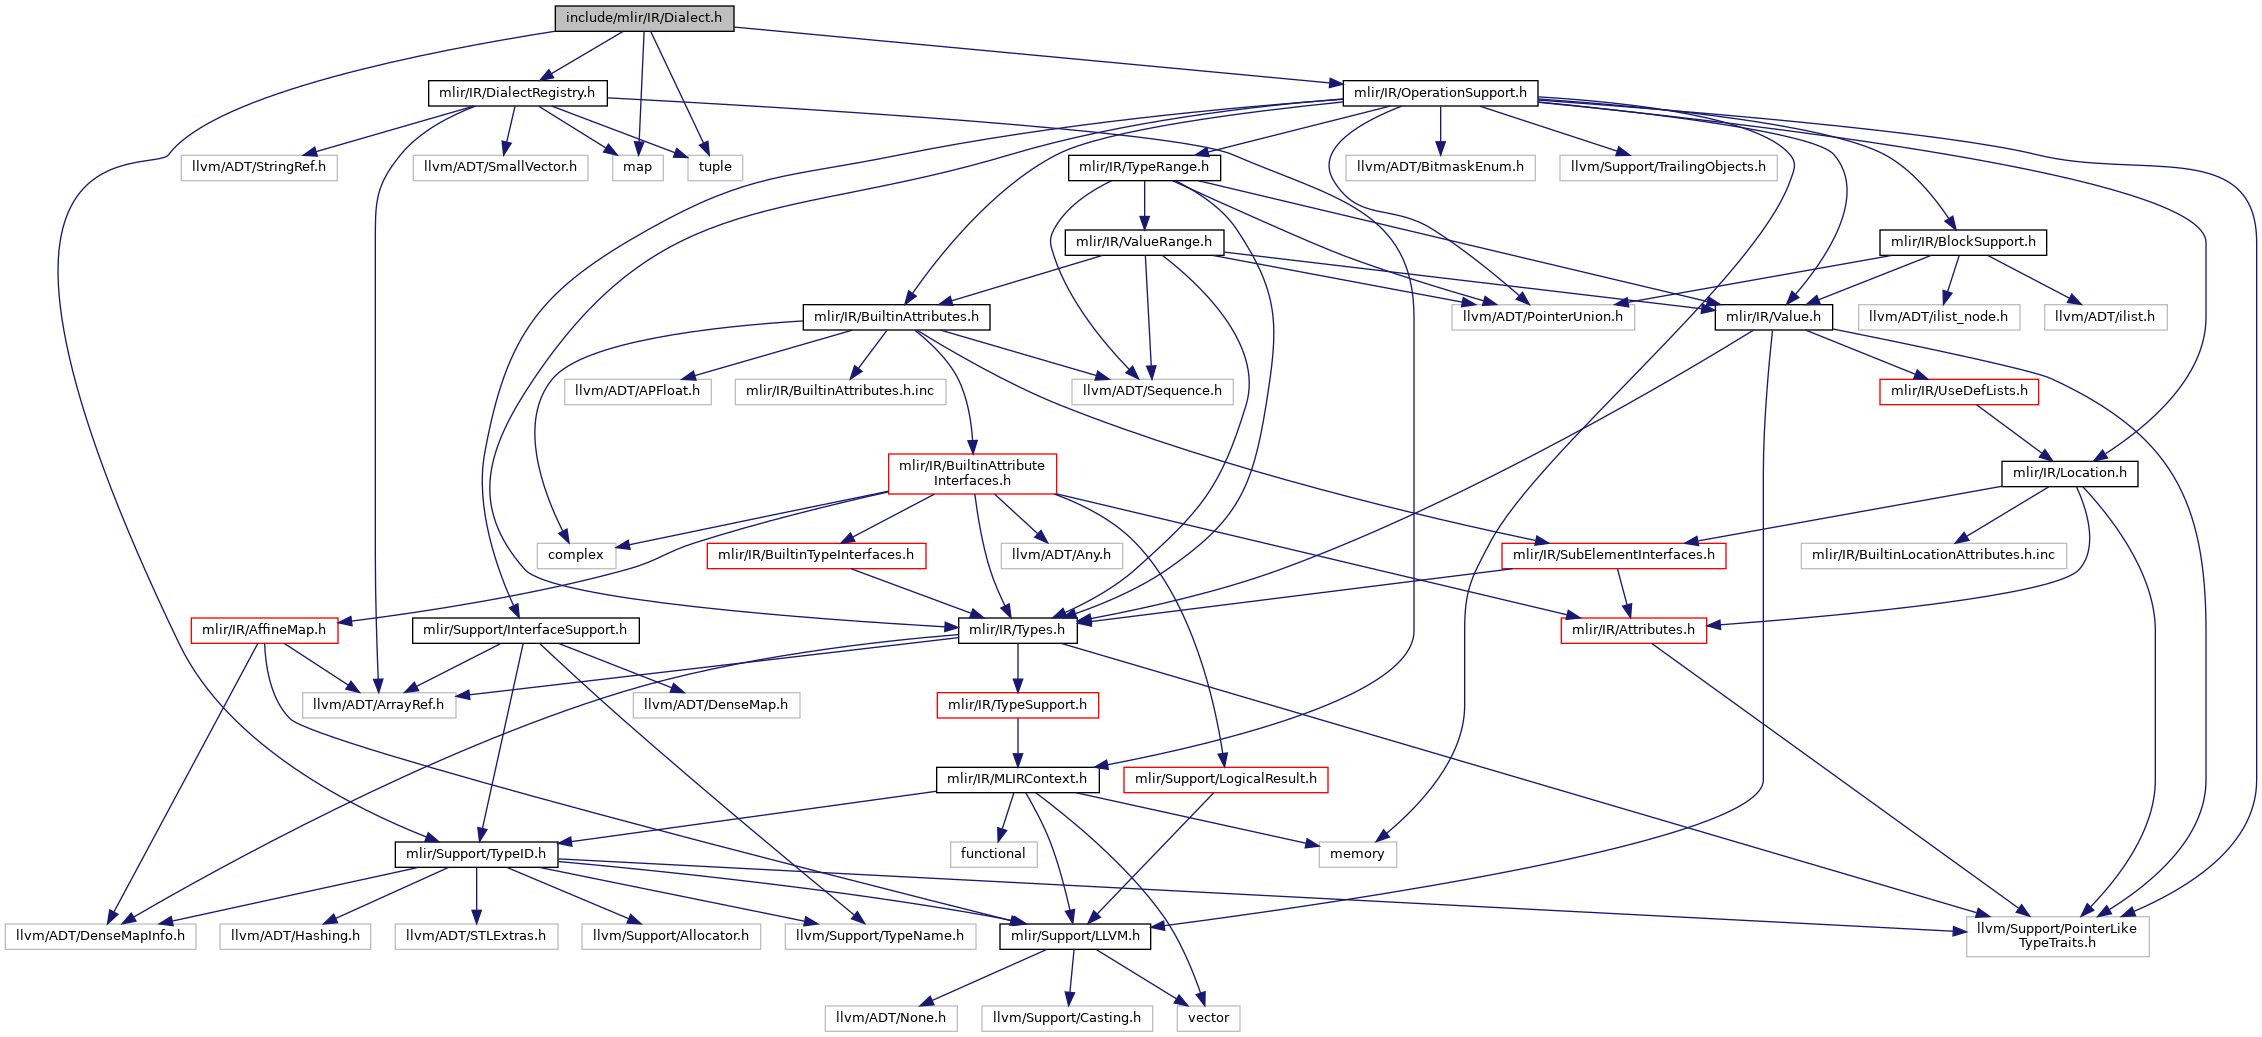 include/mlir/IR/Dialect.h
mlir/IR/DialectRegistry.h
mlir/IR/OperationSupport.h
llvm/ADT/StringRef.h
llvm/ADT/SmallVector.h
map
tuple
mlir/IR/TypeRange.h
llvm/ADT/BitmaskEnum.h
llvm/Support/TrailingObjects.h
mlir/IR/ValueRange.h
mlir/IR/BlockSupport.h
mlir/IR/BuiltinAttributes.h
llvm/ADT/PointerUnion.h
mlir/IR/Value.h
llvm/ADT/ilist_node.h
llvm/ADT/ilist.h
llvm/ADT/APFloat.h
mlir/IR/BuiltinAttributes.h.inc
llvm/ADT/Sequence.h
mlir/IR/UseDefLists.h
mlir/IR/BuiltinAttribute
Interfaces.h
mlir/IR/Location.h
complex
mlir/IR/BuiltinTypeInterfaces.h
llvm/ADT/Any.h
mlir/IR/SubElementInterfaces.h
mlir/IR/BuiltinLocationAttributes.h.inc
mlir/IR/AffineMap.h
mlir/Support/InterfaceSupport.h
mlir/IR/Types.h
mlir/IR/Attributes.h
llvm/ADT/ArrayRef.h
llvm/ADT/DenseMap.h
mlir/IR/TypeSupport.h
mlir/IR/MLIRContext.h
mlir/Support/LogicalResult.h
mlir/Support/TypeID.h
functional
memory
llvm/ADT/DenseMapInfo.h
llvm/ADT/Hashing.h
llvm/ADT/STLExtras.h
llvm/Support/Allocator.h
llvm/Support/TypeName.h
mlir/Support/LLVM.h
llvm/Support/PointerLike
TypeTraits.h
llvm/ADT/None.h
llvm/Support/Casting.h
vector